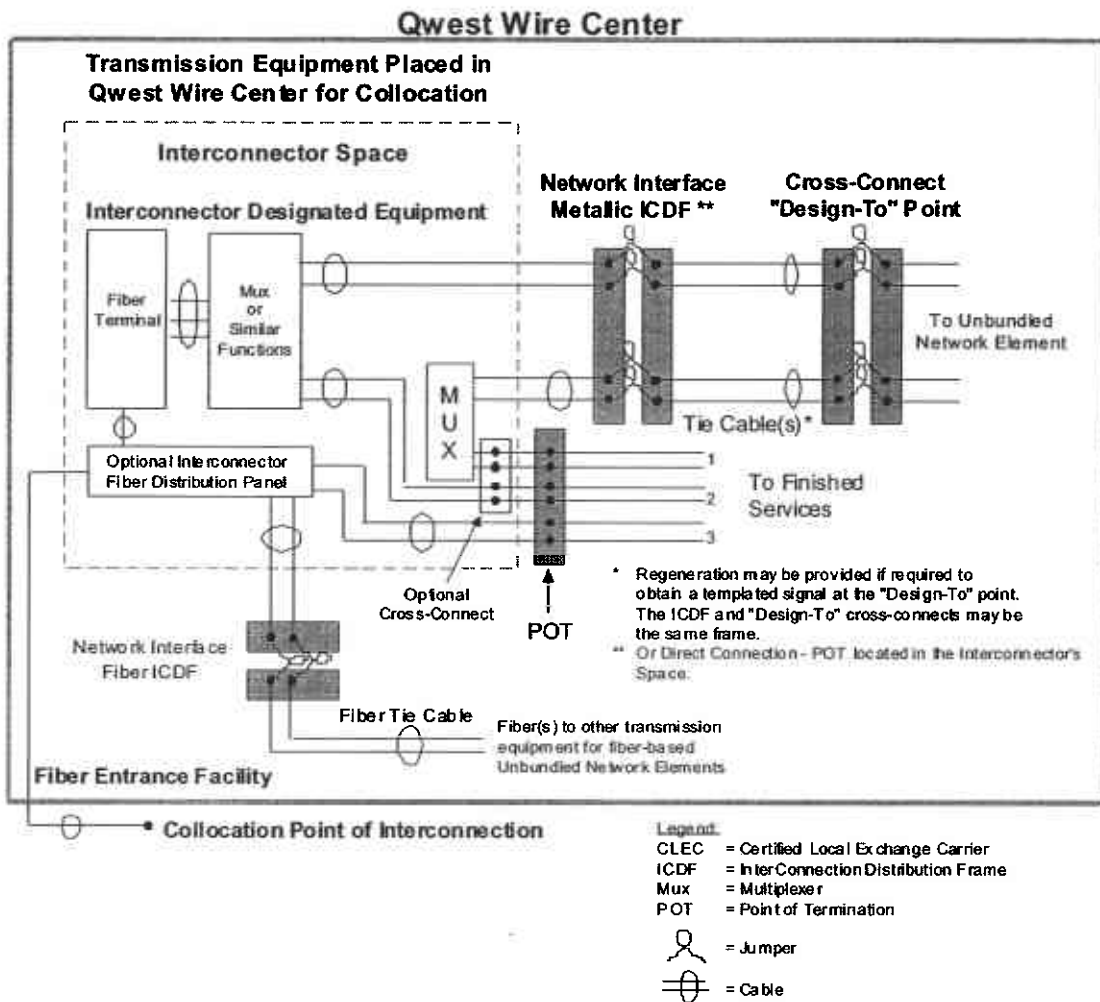 Qwest Wire Center
Transmission Equipment Placed in
Qwest Wire Center for Collocation
Interconnector Space
Interconnector Designated Equipment
Fiber
Terminal
Mux
or
Similar
Functions
Network Interface
Metallic ICDF **
Cross-Connect
"Design-To" Point
To Unbundled
Network Element
M
U
X
Tie Cable(s)*
Optional Interconnector
Fiber Distribution Panel
1
2
3
To Finished
Services
Optional
Cross-Connect
POT
* Regeneration may be provided if required to
obtain a templated signal at the "Design-To" point.
The ICDF and "Design-To" cross-connects may be
the same frame.
** Or Direct Connection - POT located in the Interconnector's
Space.
Network Interface
Fiber ICDF
Fiber Tie Cable
Fiber(s) to other transmission
equipment for fiber-based
Unbundled Network Elements
Fiber Entrance Facility
Collocation Point of Interconnection
Legend:
CLEC = Certified Local Exchange Carrier
ICDF = InterConnection Distribution Frame
Mux = Multiplexer
POT = Point of Termination
= Jumper
= Cable